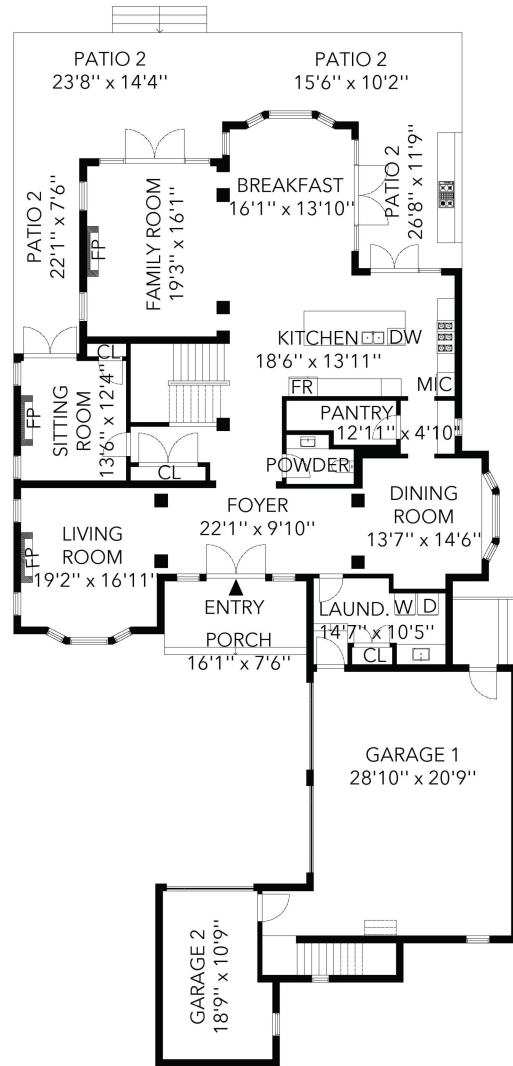 PATIO 2
23'8'' x 14'4''
PATIO 2
15'6'' x 10'2''
PATIO 2
22'1'' x 7'6''
FP
FAMILY ROOM
19'3'' x 16'1''
BREAKFAST
16'1'' x 13'10''
PATIO 2
26'8'' x 11'9''
CL
KITCHEN
DW
18'6'' x 13'11''
FR
MIC
FP
SITTING
ROOM
13'6'' x 12'4''
PANTRY
12'11'' x 4'10''
CL
POWDER
FP
LIVING
ROOM
19'2'' x 16'11''
FOYER
22'1'' x 9'10''
DINING
ROOM
13'7'' x 14'6''
ENTRY
PORCH
16'1'' x 7'6''
LAUND.
W
D
14'7'' x 10'5''
CL
GARAGE 1
28'10'' x 20'9''
GARAGE 2
18'9'' x 10'9''